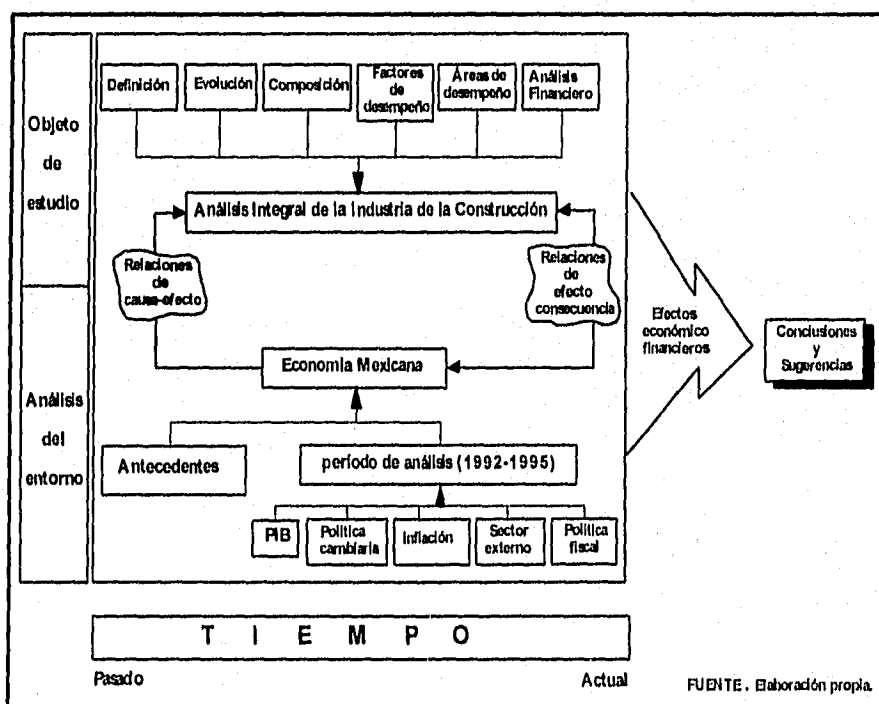 Objeto
de
estudio
Análisis
del
entorno
Definición
Evolución
Composición
Factores
de
desempeño
Áreas de
desempeño
Análisis
Financiero
Análisis Integral de la Industria de la Construcción
Relaciones
de
causa-efecto
Relaciones
de
efecto
consecuencia
Economía Mexicana
Antecedentes
período de análisis (1992-1995)
PIB
Política
cambiaria
Inflación
Sector
externo
Política
fiscal
Efectos
económico
financieros
Conclusiones
y
Sugerencias
T I E M P O
Pasado
Actual
FUENTE. Elaboración propia.